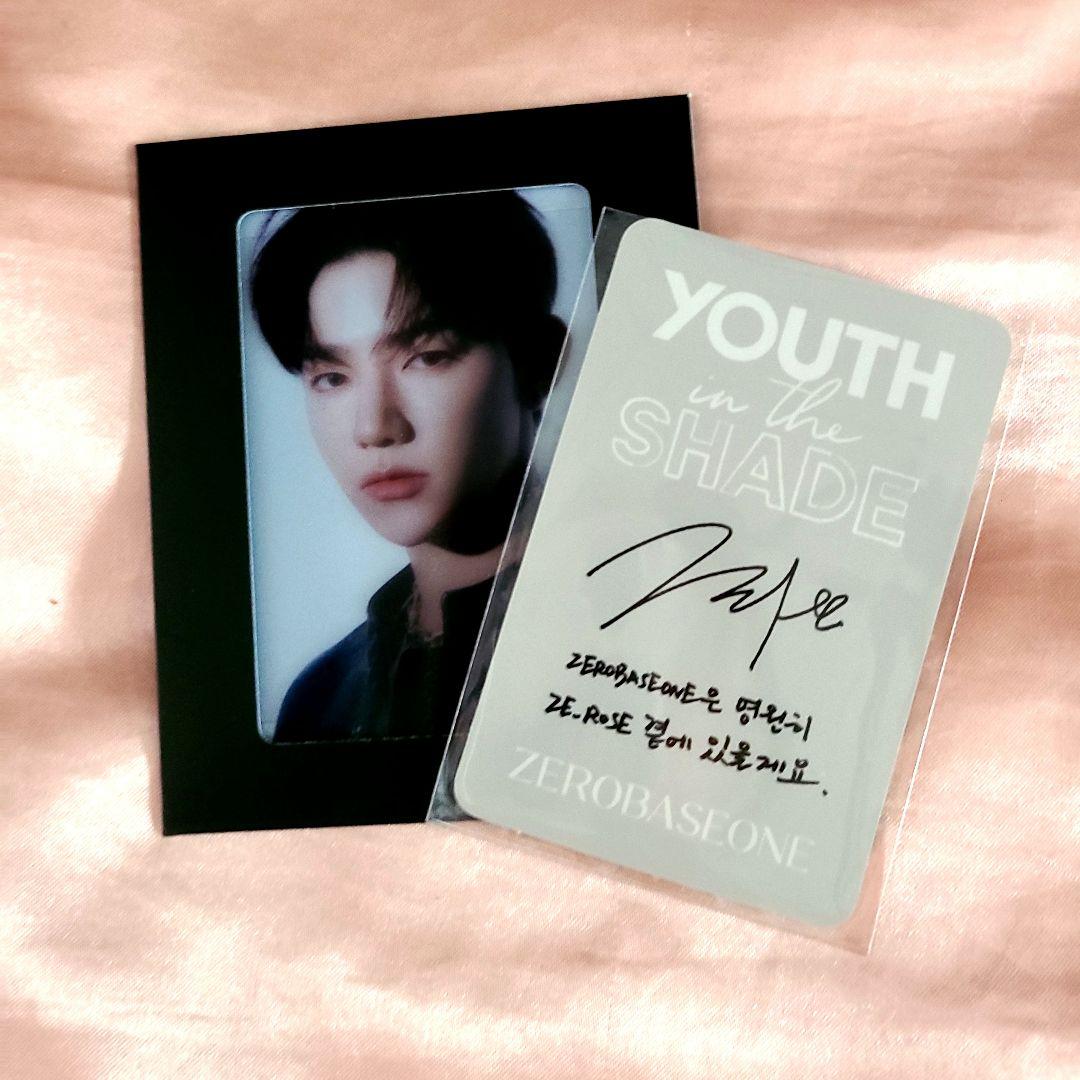 YOUTH
in the
SHADE
ZEROBASEONE은 영원히
ZE_ROSE 곁에 있을게요.
ZEROBASEONE